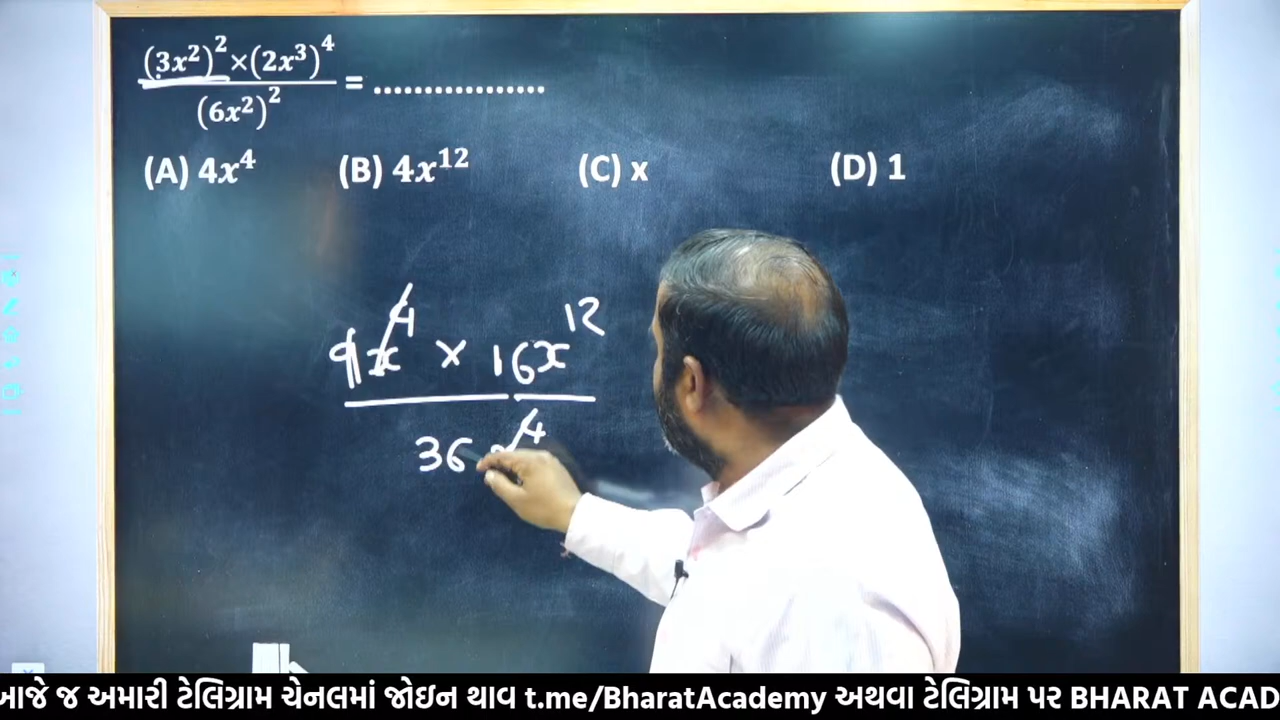 (3x²)²×(2x³)⁴
/ (6x²)² = .................
(A) 4x⁴ (B) 4x¹² (C) x (D) 1
9x⁴ × 16x¹²
36x⁴
આજે જ અમારી ટેલિગ્રામ ચેનલમાં જોઇન થાવ t.me/BharatAcademy અથવા ટેલિગ્રામ પર BHARAT ACAD